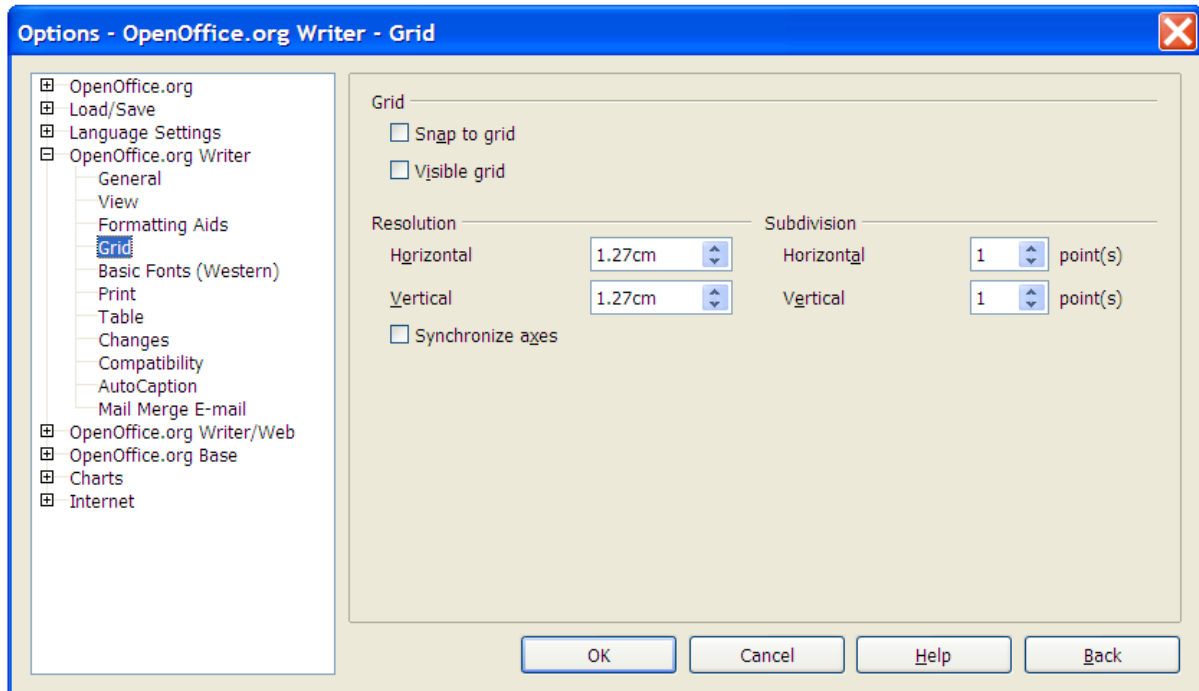 Options - OpenOffice.org Writer - Grid
OpenOffice.org
Load/Save
Language Settings
OpenOffice.org Writer
General
View
Formatting Aids
Grid
Basic Fonts (Western)
Print
Table
Changes
Compatibility
AutoCaption
Mail Merge E-mail
OpenOffice.org Writer/Web
OpenOffice.org Base
Charts
Internet
Grid
Snap to grid
Visible grid
Resolution
Horizontal 1.27cm
Vertical 1.27cm
Synchronize axes
Subdivision
Horizontal 1 point(s)
Vertical 1 point(s)
OK Cancel Help Back